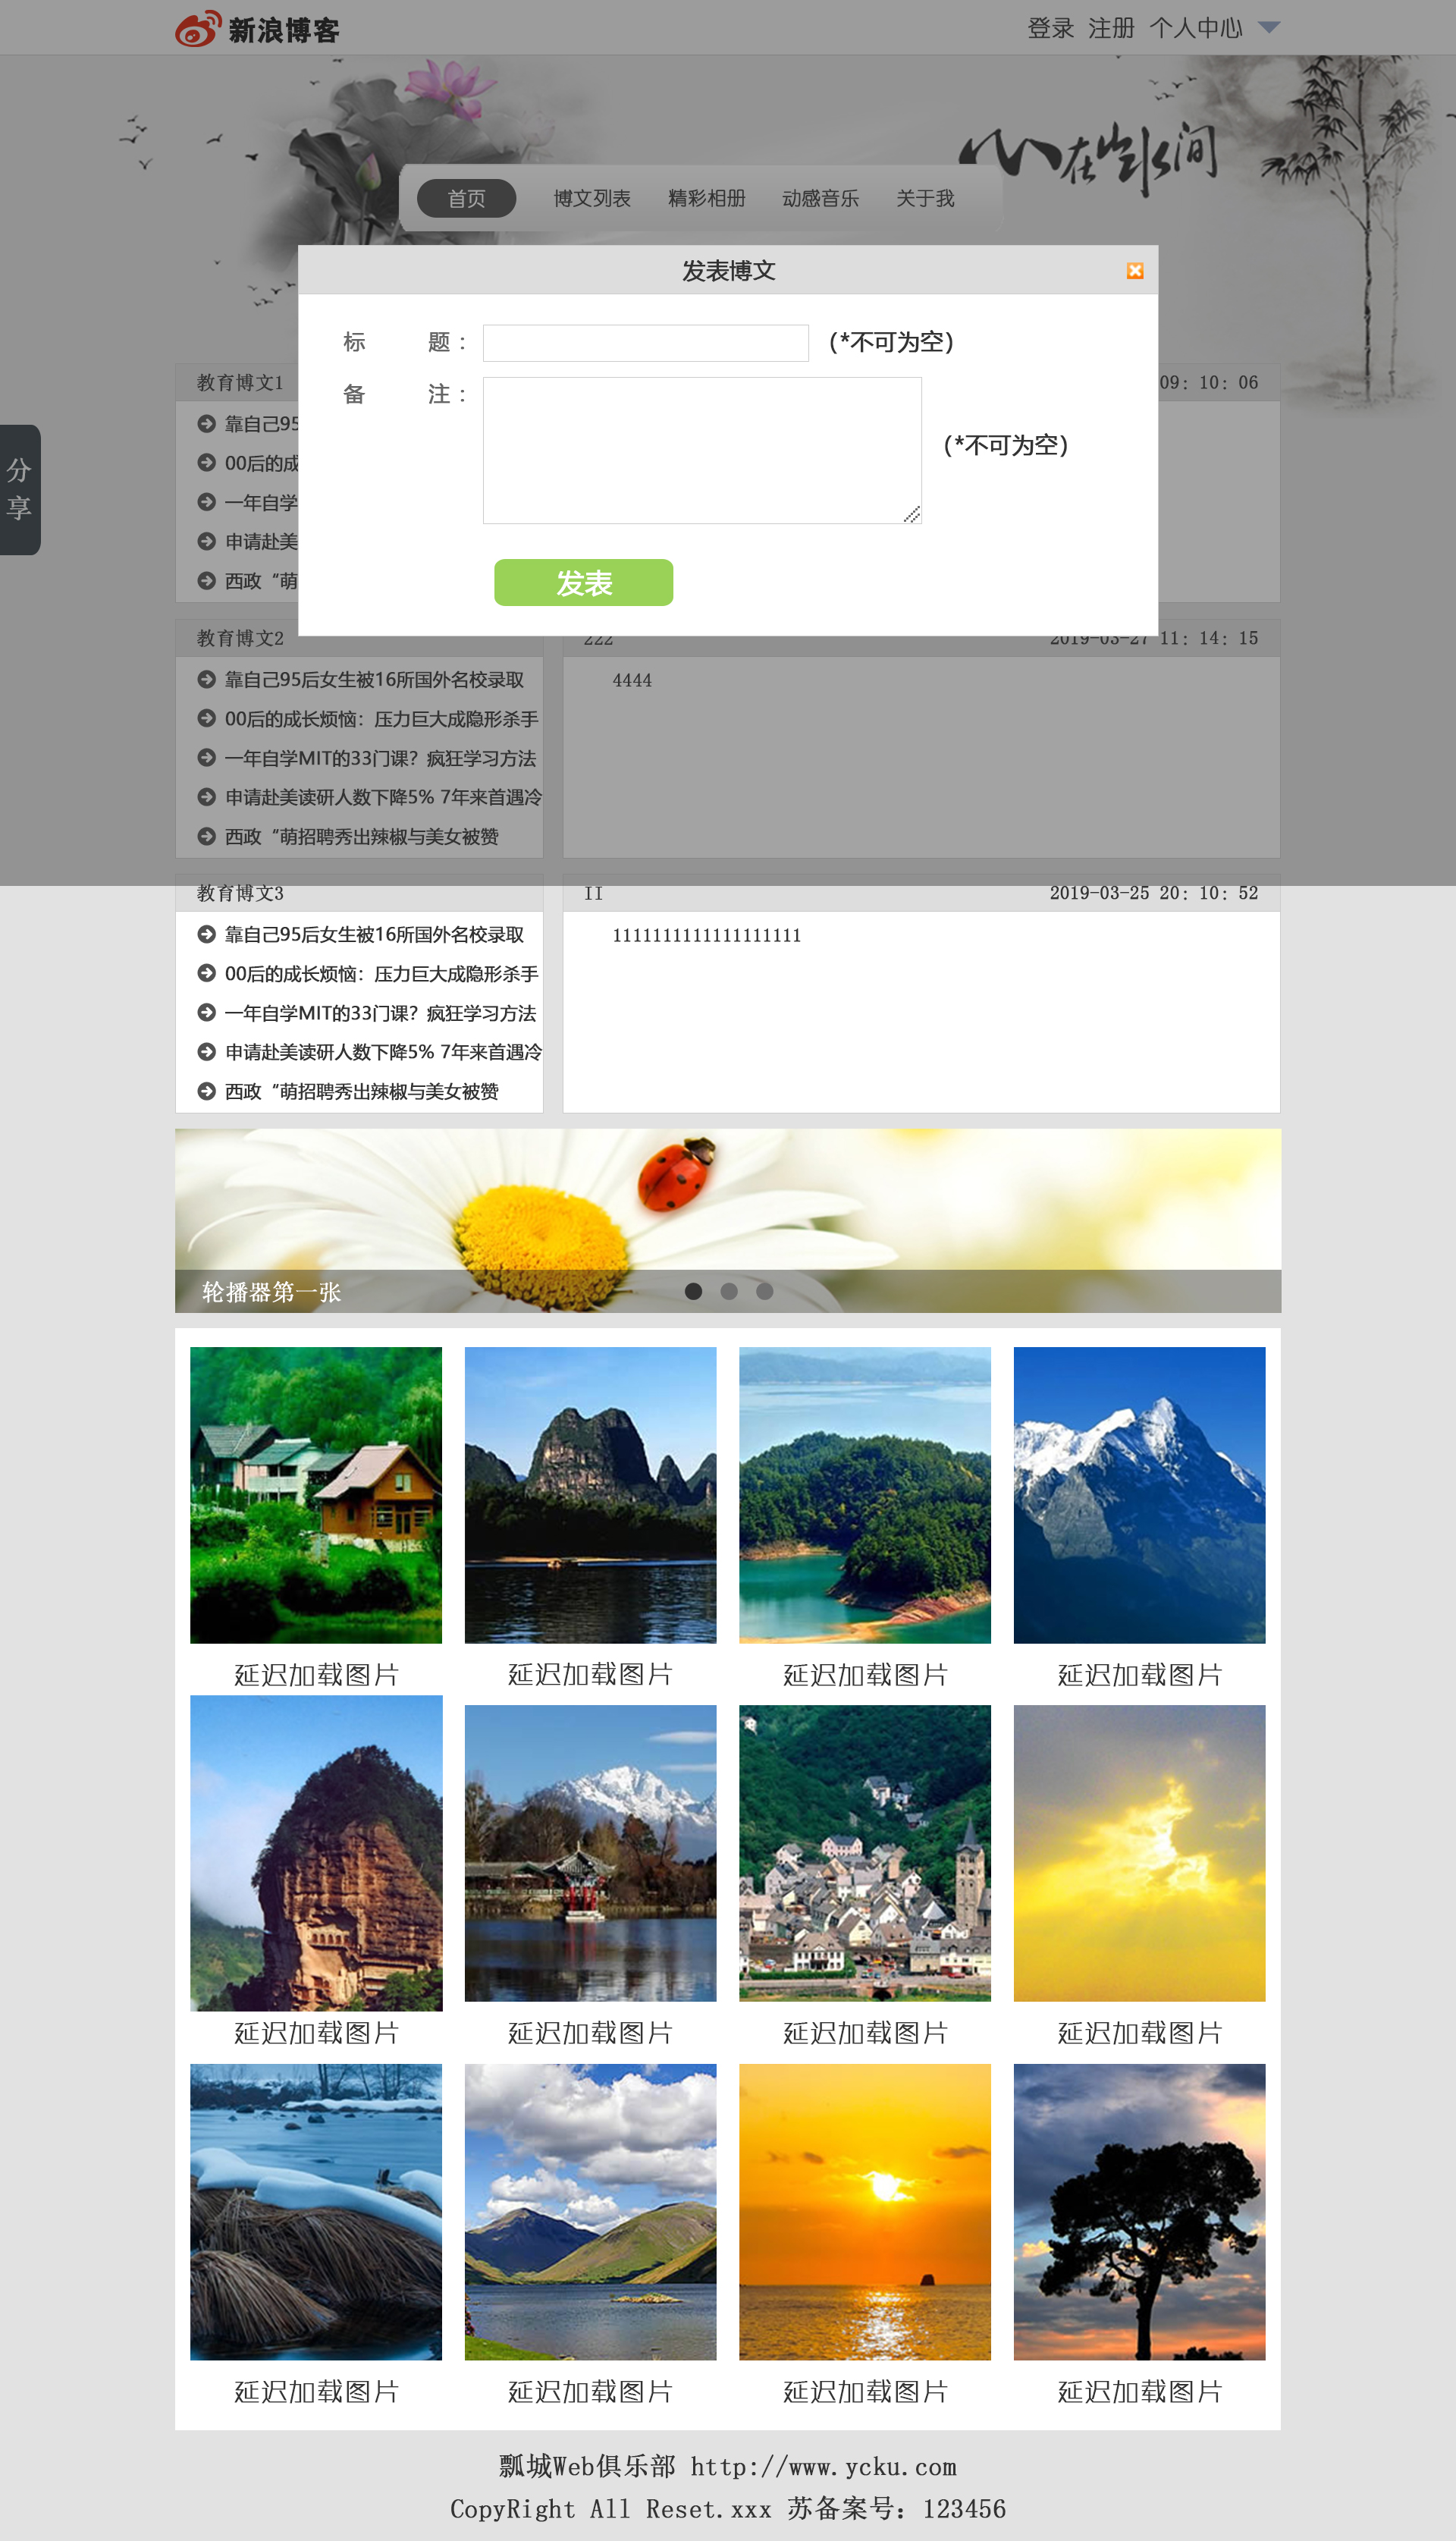 新浪博客
登录 注册 个人中心
心在山水间
首页 博文列表 精彩相册 动感音乐 关于我
发表博文
标 题： (*不可为空)
备 注： (*不可为空)
发表
分享
教育博文1
09：10：06
靠自己95
00后的成
一年自学
申请赴美
西政“萌
教育博文2
靠自己95后女生被16所国外名校录取
00后的成长烦恼：压力巨大成隐形杀手
一年自学MIT的33门课？疯狂学习方法
申请赴美读研人数下降5% 7年来首遇冷
西政“萌招聘秀出辣椒与美女被赞
222 2019-03-27 11：14：15
4444
教育博文3
靠自己95后女生被16所国外名校录取
00后的成长烦恼：压力巨大成隐形杀手
一年自学MIT的33门课？疯狂学习方法
申请赴美读研人数下降5% 7年来首遇冷
西政“萌招聘秀出辣椒与美女被赞
II 2019-03-25 20：10：52
1111111111111111111
轮播器第一张
延迟加载图片 延迟加载图片 延迟加载图片 延迟加载图片
延迟加载图片 延迟加载图片 延迟加载图片 延迟加载图片
延迟加载图片 延迟加载图片 延迟加载图片 延迟加载图片
瓢城Web俱乐部 http://www.ycku.com
CopyRight All Reset.xxx 苏备案号：123456